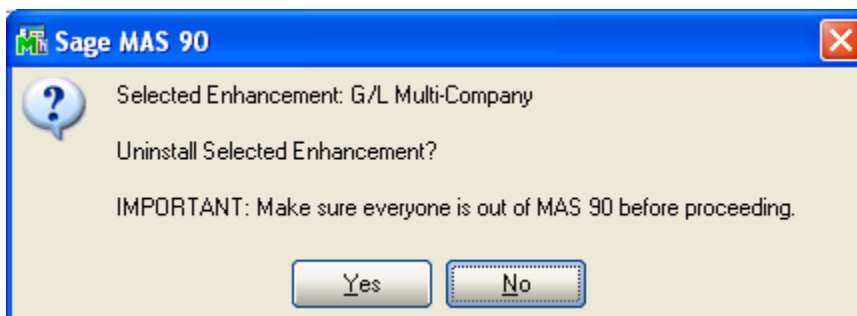 Sage MAS 90
Selected Enhancement: G/L Multi-Company
Uninstall Selected Enhancement?
IMPORTANT: Make sure everyone is out of MAS 90 before proceeding.
Yes No